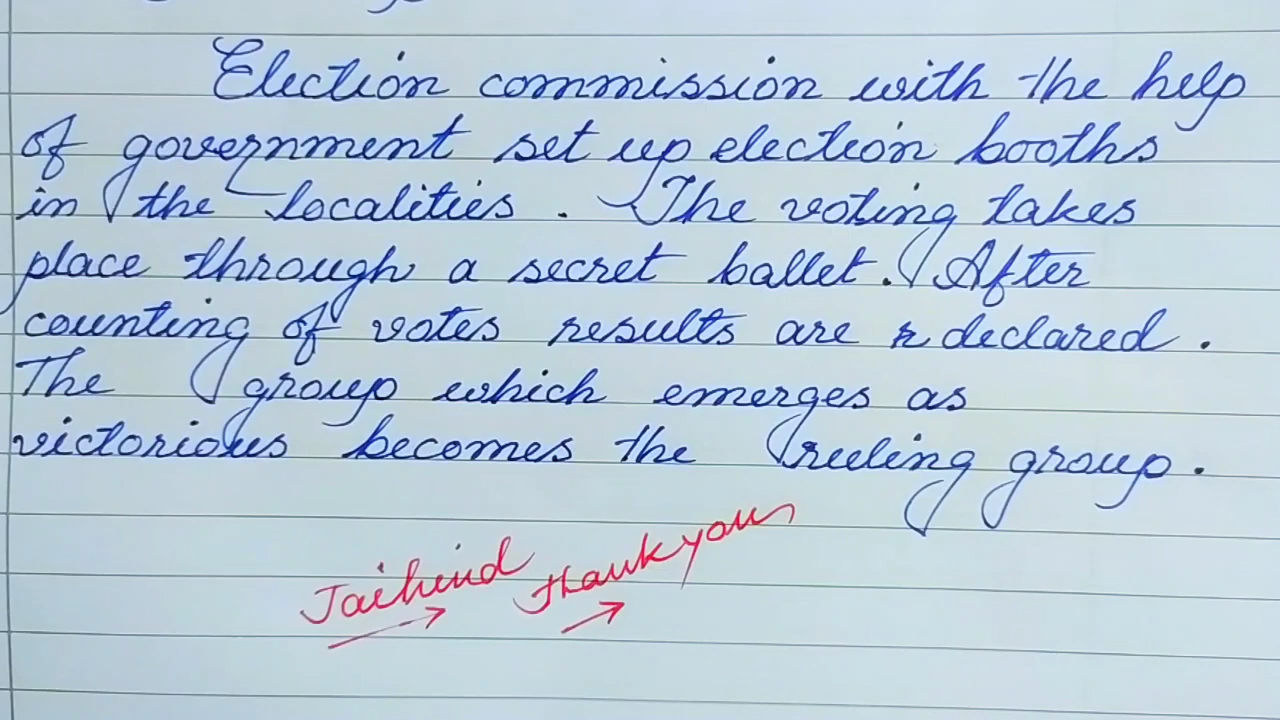 Election commission with the help
of government set up election booths
in the localities. The voting takes
place through a secret ballet. After
counting of votes results are r declared.
The group which emerges as
victorious becomes the ruling group.
Jaihind Thankyou